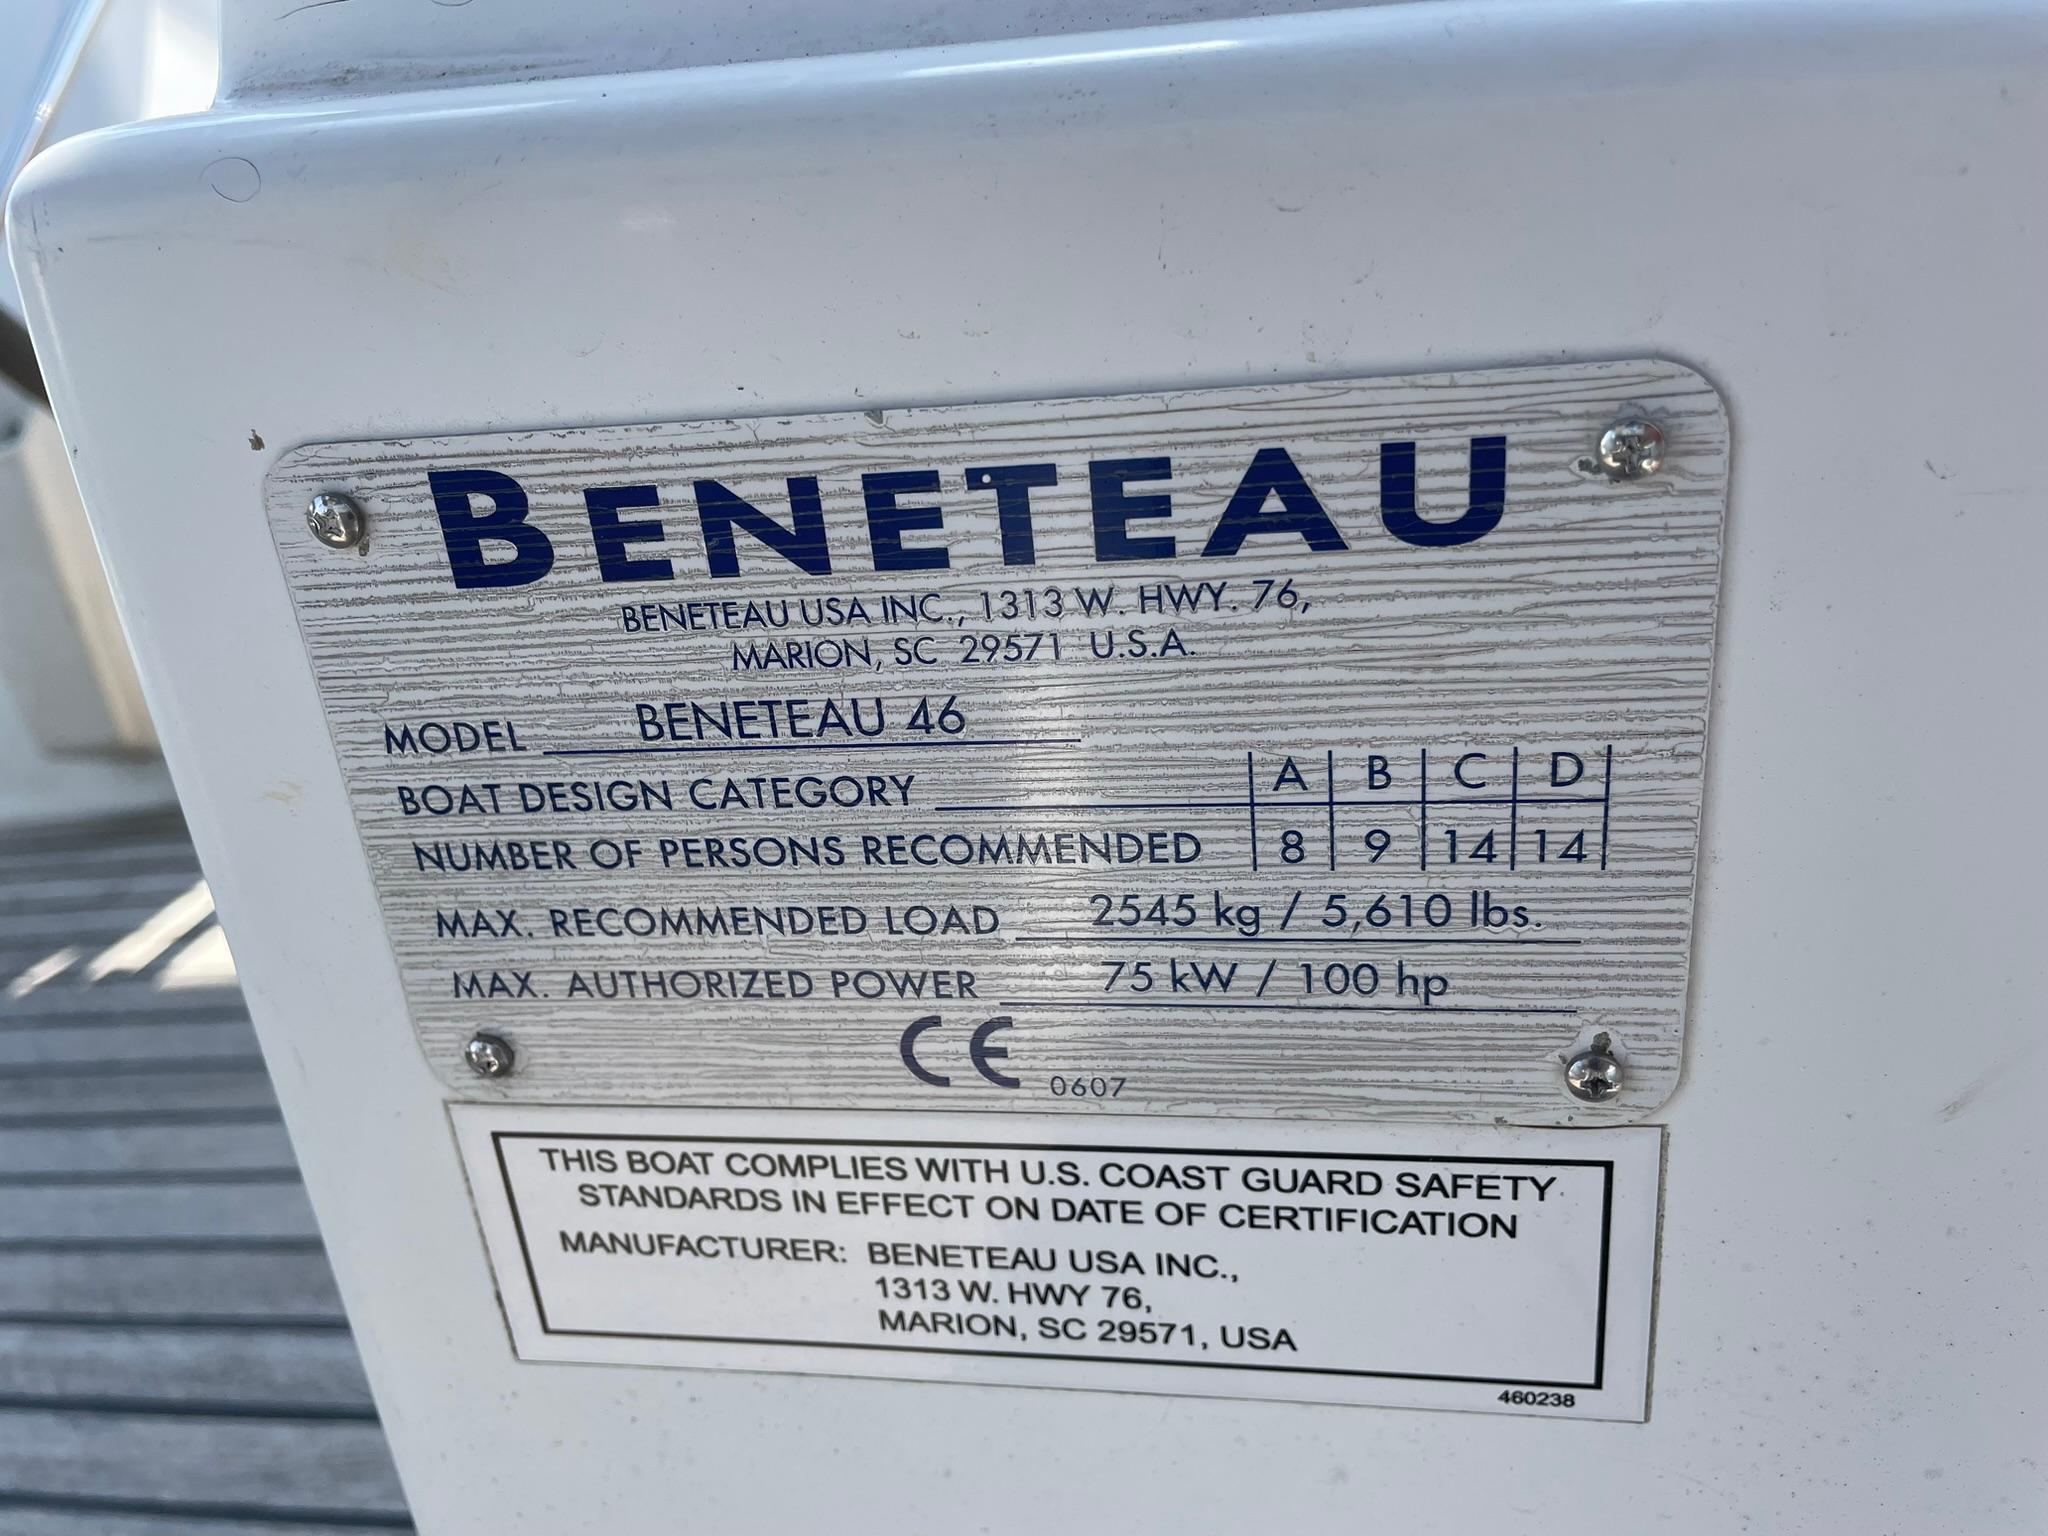 BENETEAU
BENETEAU USA INC., 1313 W. HWY. 76,
MARION, SC 29571 U.S.A.
MODEL BENETEAU 46
BOAT DESIGN CATEGORY A B C D
NUMBER OF PERSONS RECOMMENDED 8 9 14 14
MAX. RECOMMENDED LOAD 2545 kg / 5,610 lbs.
MAX. AUTHORIZED POWER 75 kW / 100 hp
CE 0607
THIS BOAT COMPLIES WITH U.S. COAST GUARD SAFETY
STANDARDS IN EFFECT ON DATE OF CERTIFICATION
MANUFACTURER: BENETEAU USA INC.,
1313 W. HWY 76,
MARION, SC 29571, USA
460238